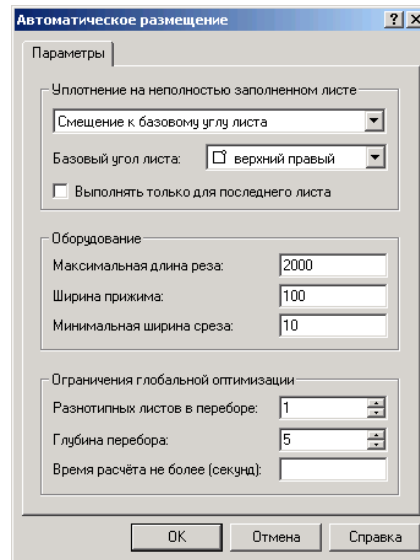 Автоматическое размещение
Параметры
Уплотнение на неполностью заполненном листе
Смещение к базовому углу листа
Базовый угол листа: верхний правый
Выполнять только для последнего листа
Оборудование
Максимальная длина реза: 2000
Ширина прижима: 100
Минимальная ширина среза: 10
Ограничения глобальной оптимизации
Разнотипных листов в переборе: 1
Глубина перебора: 5
Время расчёта не более (секунд):
OK Отмена Справка